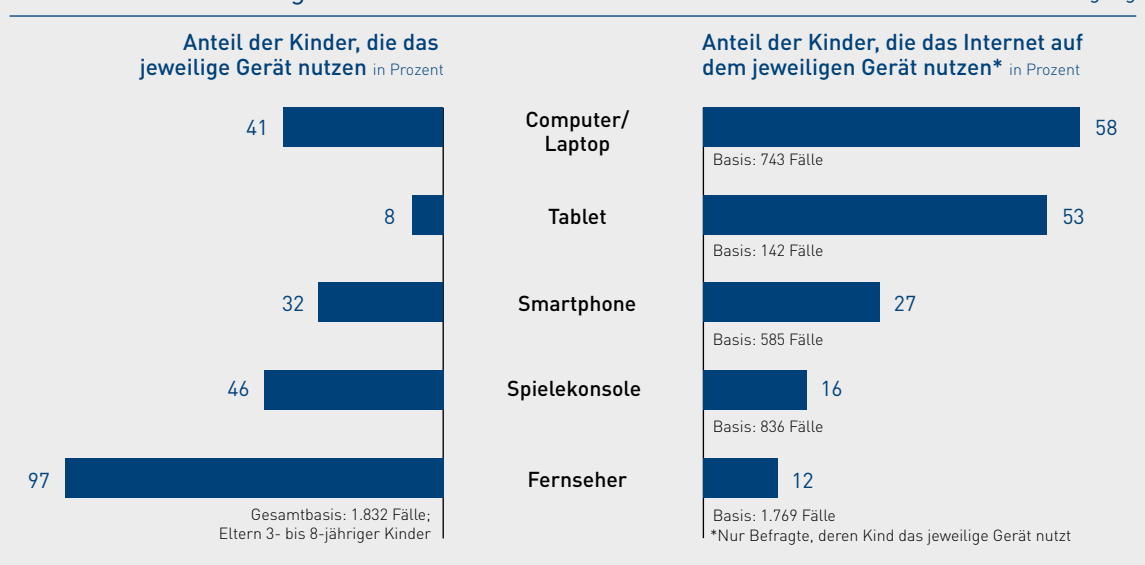 Anteil der Kinder, die das
jeweilige Gerät nutzen in Prozent
Anteil der Kinder, die das Internet auf
dem jeweiligen Gerät nutzen* in Prozent
41
Computer/
Laptop
58
Basis: 743 Fälle
8
Tablet
53
Basis: 142 Fälle
32
Smartphone
27
Basis: 585 Fälle
46
Spielekonsole
16
Basis: 836 Fälle
97
Fernseher
12
Gesamtbasis: 1.832 Fälle;
Eltern 3- bis 8-jähriger Kinder
Basis: 1.769 Fälle
*Nur Befragte, deren Kind das jeweilige Gerät nutzt